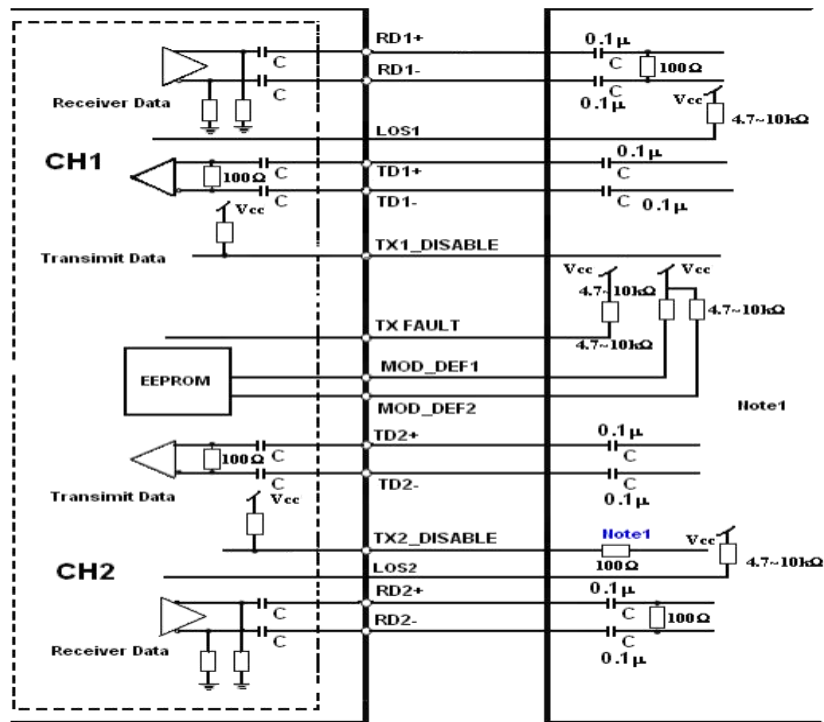 RD1+
0.1μ
C
C
100Ω
RD1-
C
C
Receiver Data
0.1μ
Vcc
4.7~10kΩ
LOS1
CH1
0.1μ
100Ω
C
TD1+
C
C
TD1-
C
0.1μ
Vcc
TX1_DISABLE
Transimit Data
Vcc
Vcc
4.7~10kΩ
4.7~10kΩ
TX FAULT
4.7~10kΩ
MOD_DEF1
EEPROM
MOD_DEF2
Note1
TD2+
0.1μ
100Ω
C
C
C
TD2-
C
Transimit Data
Vcc
0.1μ
TX2_DISABLE
Note1
Vcc
100Ω
4.7~10kΩ
LOS2
CH2
RD2+
0.1μ
C
C
100Ω
RD2-
C
C
Receiver Data
0.1μ